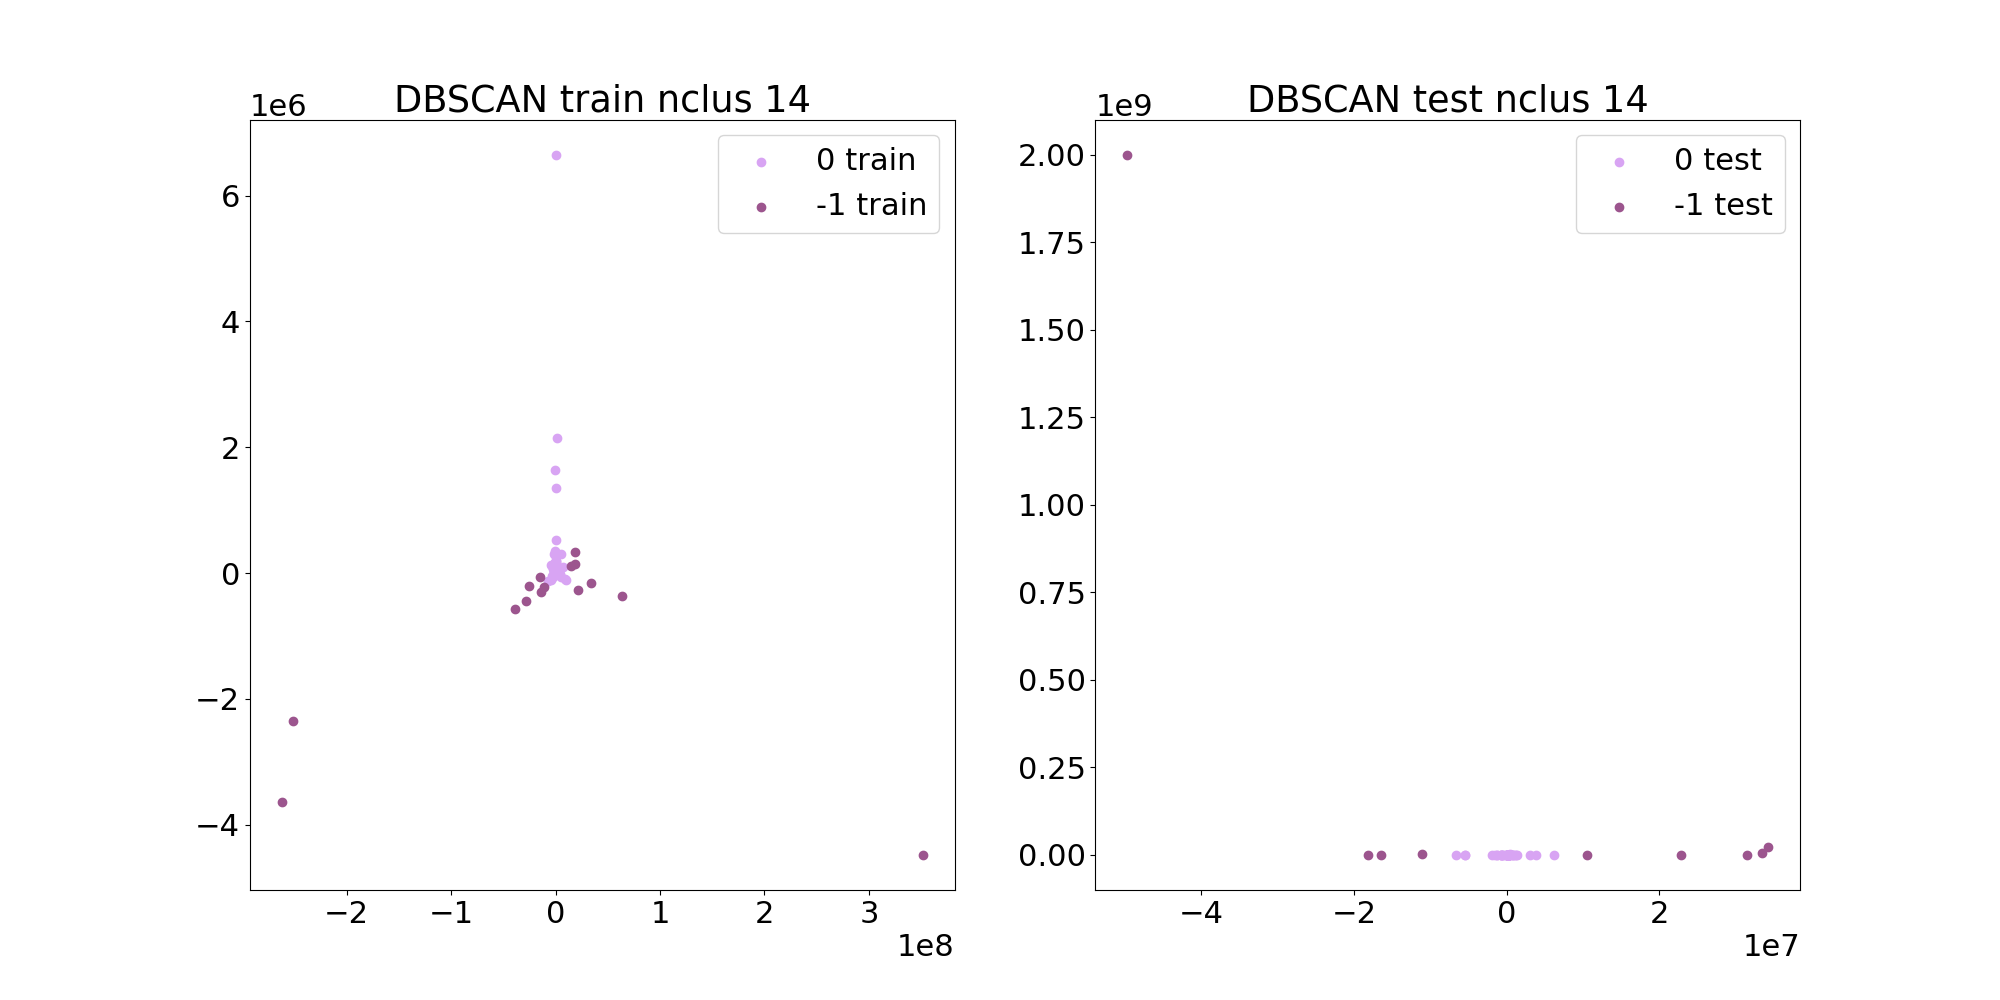 DBSCAN train nclus 14
1e6
0 train
-1 train
6
4
2
0
−2
−4
−2 −1 0 1 2 3
1e8
DBSCAN test nclus 14
1e9
0 test
-1 test
2.00
1.75
1.50
1.25
1.00
0.75
0.50
0.25
0.00
−4 −2 0 2
1e7